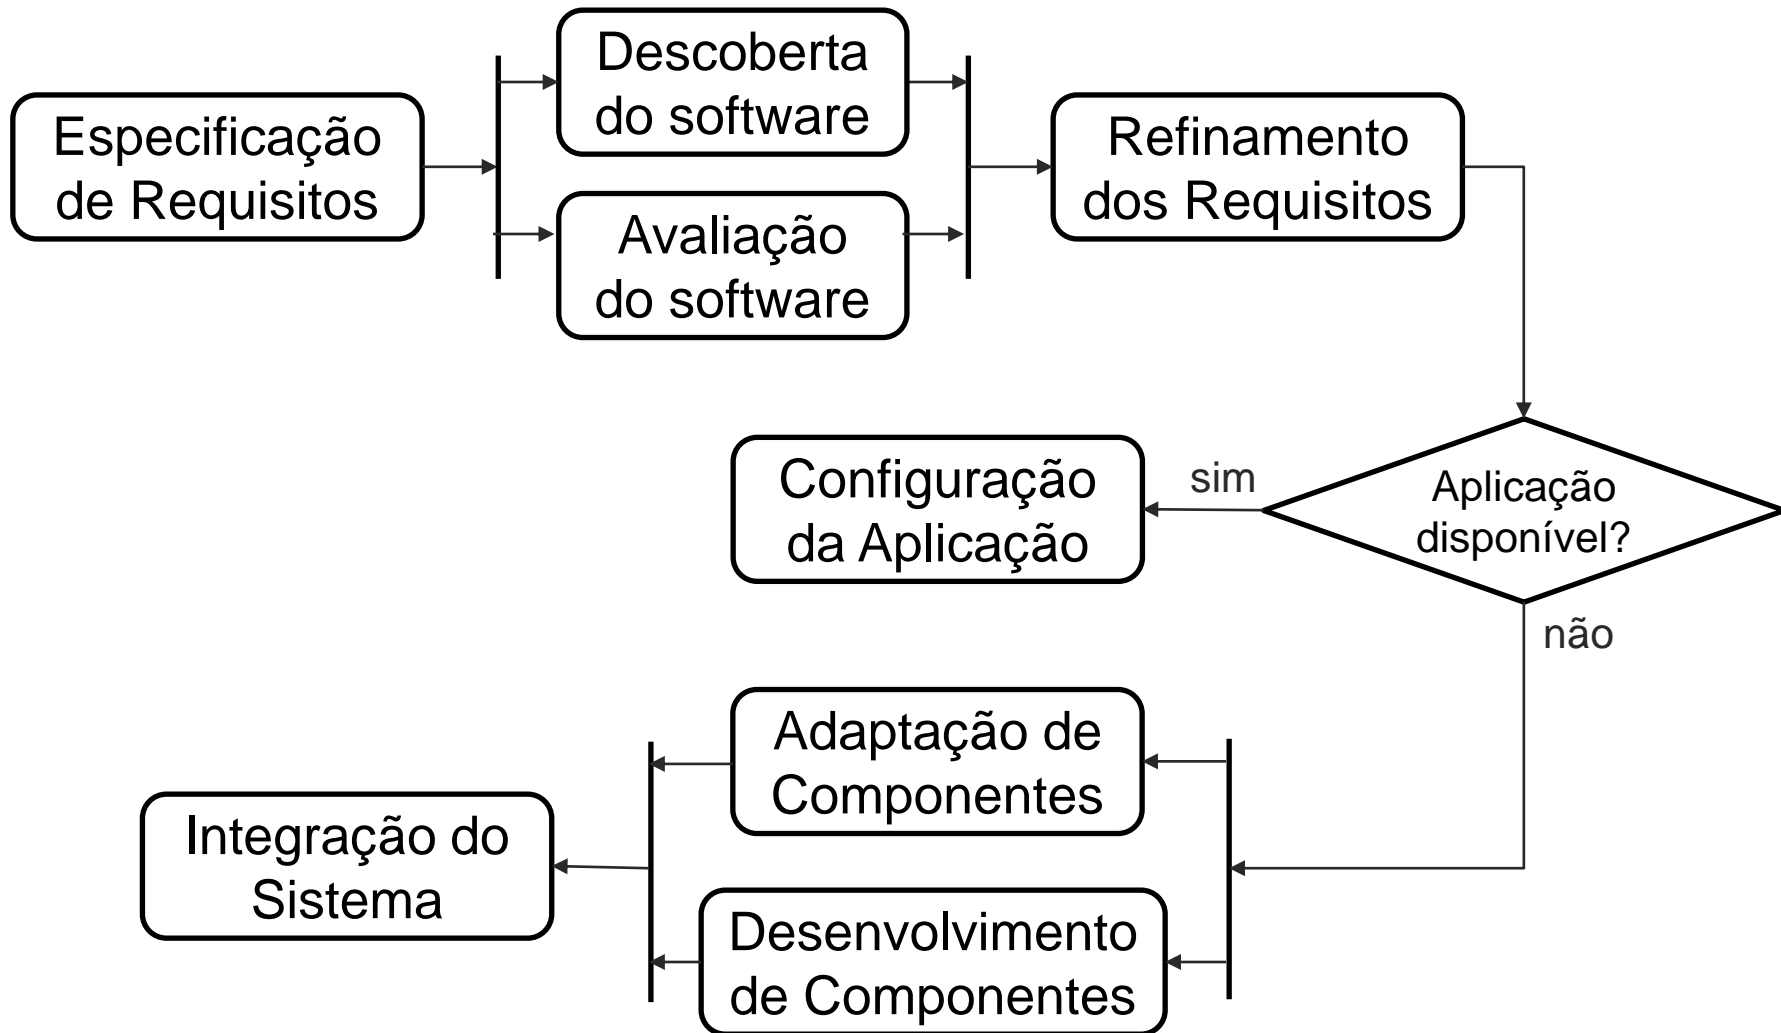 Descoberta
do software
Especificação
de Requisitos
Refinamento
dos Requisitos
Avaliação
do software
Configuração
da Aplicação
sim
Aplicação
disponível?
não
Adaptação de
Componentes
Integração do
Sistema
Desenvolvimento
de Componentes